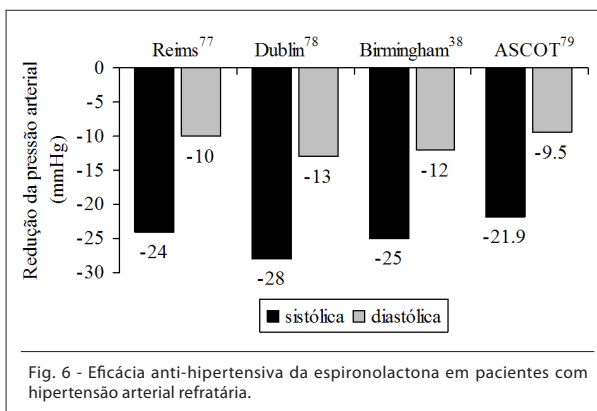 Reims77 Dublin78 Birmingham38 ASCOT79
Redução da pressão arterial
(mmHg)
0
-5
-10
-15
-20
-25
-30
-24
-10
-28
-13
-25
-12
-21.9
-9.5
sistólica diastólica
Fig. 6 - Eficácia anti-hipertensiva da espironolactona em pacientes com
hipertensão arterial refratária.